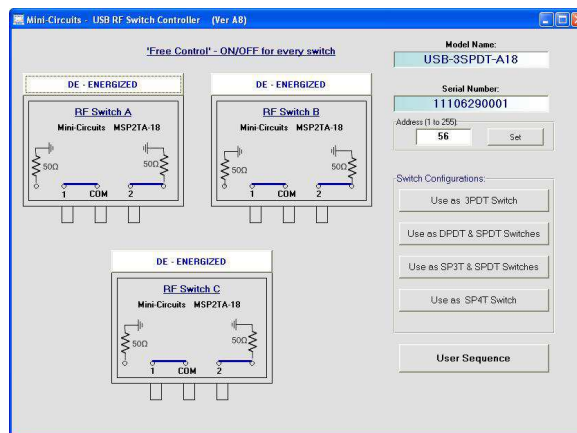 Mini-Circuits - USB RF Switch Controller (Ver A8)
'Free Control' - ON/OFF for every switch
Model Name:
USB-3SPDT-A18
Serial Number:
11106290001
Address (1 to 255):
56 Set
DE - ENERGIZED
RF Switch A
Mini-Circuits MSP2TA-18
50Ω 50Ω
1 COM 2
DE - ENERGIZED
RF Switch B
Mini-Circuits MSP2TA-18
50Ω 50Ω
1 COM 2
DE - ENERGIZED
RF Switch C
Mini-Circuits MSP2TA-18
50Ω 50Ω
1 COM 2
Switch Configurations:
Use as 3PDT Switch
Use as DPDT & SPDT Switches
Use as SP3T & SPDT Switches
Use as SP4T Switch
User Sequence